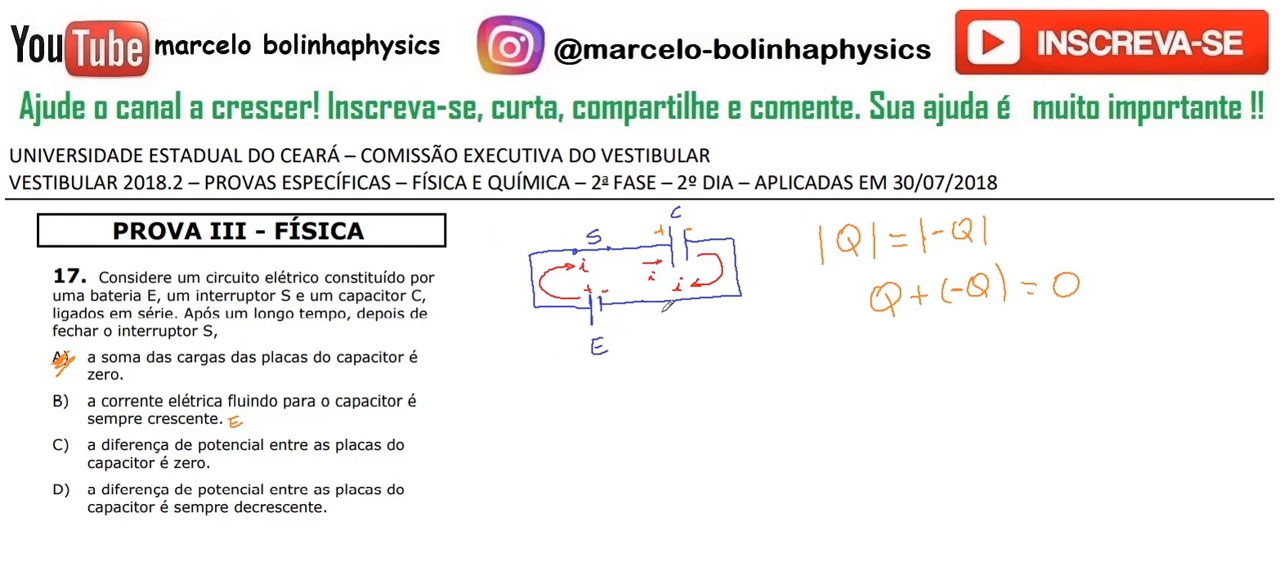 YouTube marcelo bolinhaphysics @marcelo-bolinhaphysics INSCREVA-SE
Ajude o canal a crescer! Inscreva-se, curta, compartilhe e comente. Sua ajuda é muito importante !!
UNIVERSIDADE ESTADUAL DO CEARÁ – COMISSÃO EXECUTIVA DO VESTIBULAR
VESTIBULAR 2018.2 – PROVAS ESPECÍFICAS – FÍSICA E QUÍMICA – 2ª FASE – 2º DIA – APLICADAS EM 30/07/2018
PROVA III - FÍSICA
17. Considere um circuito elétrico constituído por
uma bateria E, um interruptor S e um capacitor C,
ligados em série. Após um longo tempo, depois de
fechar o interruptor S,
a soma das cargas das placas do capacitor é
zero.
B) a corrente elétrica fluindo para o capacitor é
sempre crescente. E
C) a diferença de potencial entre as placas do
capacitor é zero.
D) a diferença de potencial entre as placas do
capacitor é sempre decrescente.
C
S + -
i i i
+ -
E
|Q| = |-Q|
Q + (-Q) = 0